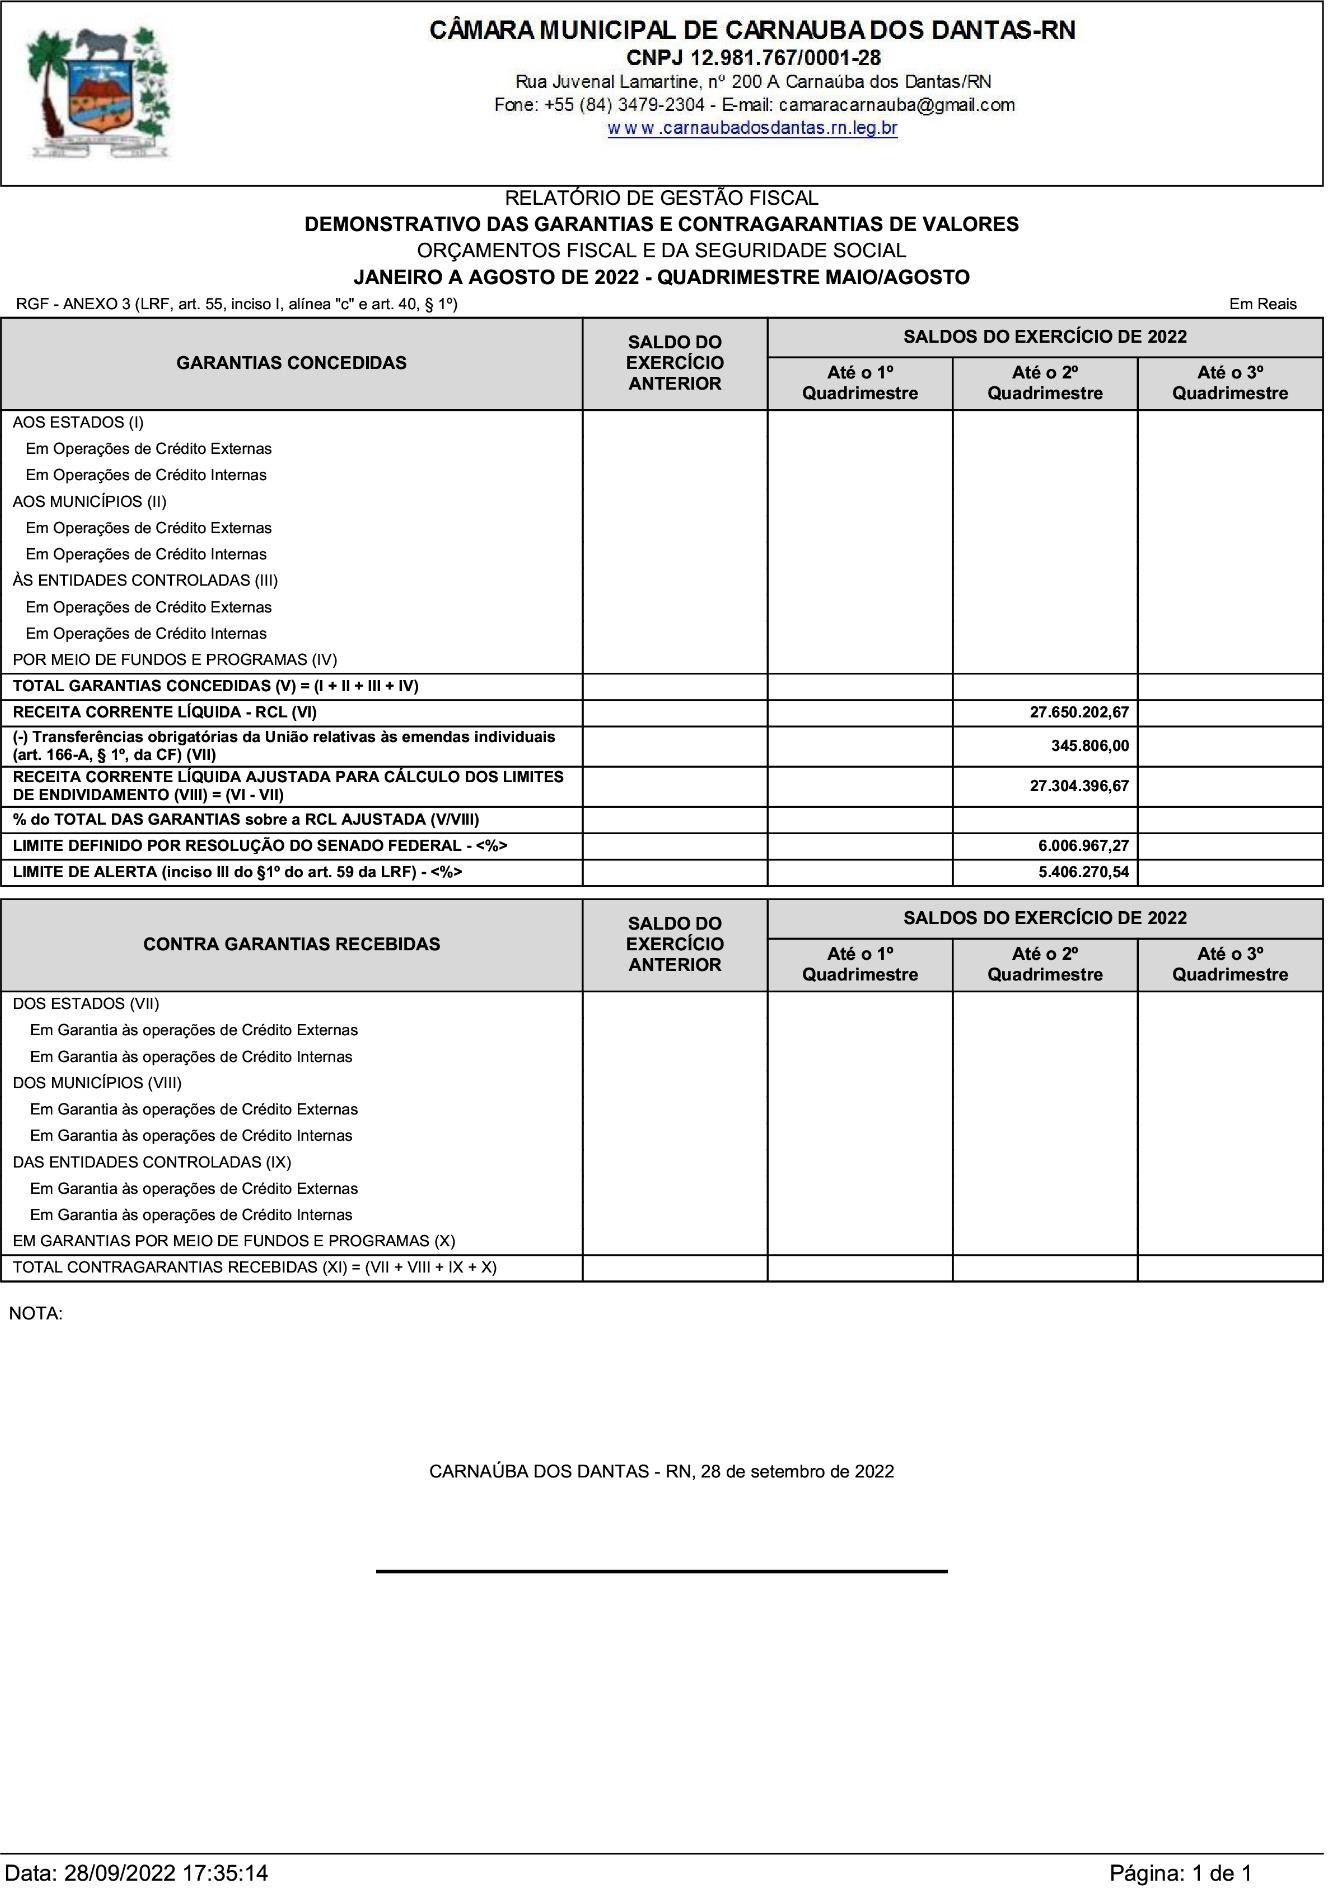 CÂMARA MUNICIPAL DE CARNAUBA DOS DANTAS-RN
CNPJ 12.981.767/0001-28
Rua Juvenal Lamartine, nº 200 A Carnaúba dos Dantas/RN
Fone: +55 (84) 3479-2304 - E-mail: camaracarnauba@gmail.com
www.carnaubadosdantas.rn.leg.br
RELATÓRIO DE GESTÃO FISCAL
DEMONSTRATIVO DAS GARANTIAS E CONTRAGARANTIAS DE VALORES
ORÇAMENTOS FISCAL E DA SEGURIDADE SOCIAL
JANEIRO A AGOSTO DE 2022 - QUADRIMESTRE MAIO/AGOSTO
RGF - ANEXO 3 (LRF, art. 55, inciso I, alínea "c" e art. 40, § 1º) Em Reais
GARANTIAS CONCEDIDAS
SALDO DO
EXERCÍCIO
ANTERIOR
SALDOS DO EXERCÍCIO DE 2022
Até o 1º
Quadrimestre
Até o 2º
Quadrimestre
Até o 3º
Quadrimestre
AOS ESTADOS (I)
Em Operações de Crédito Externas
Em Operações de Crédito Internas
AOS MUNICÍPIOS (II)
Em Operações de Crédito Externas
Em Operações de Crédito Internas
ÀS ENTIDADES CONTROLADAS (III)
Em Operações de Crédito Externas
Em Operações de Crédito Internas
POR MEIO DE FUNDOS E PROGRAMAS (IV)
TOTAL GARANTIAS CONCEDIDAS (V) = (I + II + III + IV)
RECEITA CORRENTE LÍQUIDA - RCL (VI) 27.650.202,67
(-) Transferências obrigatórias da União relativas às emendas individuais
(art. 166-A, § 1º, da CF) (VII) 345.806,00
RECEITA CORRENTE LÍQUIDA AJUSTADA PARA CÁLCULO DOS LIMITES
DE ENDIVIDAMENTO (VIII) = (VI - VII) 27.304.396,67
% do TOTAL DAS GARANTIAS sobre a RCL AJUSTADA (V/VIII)
LIMITE DEFINIDO POR RESOLUÇÃO DO SENADO FEDERAL - <%> 6.006.967,27
LIMITE DE ALERTA (inciso III do §1º do art. 59 da LRF) - <%> 5.406.270,54
CONTRA GARANTIAS RECEBIDAS
SALDO DO
EXERCÍCIO
ANTERIOR
SALDOS DO EXERCÍCIO DE 2022
Até o 1º
Quadrimestre
Até o 2º
Quadrimestre
Até o 3º
Quadrimestre
DOS ESTADOS (VII)
Em Garantia às operações de Crédito Externas
Em Garantia às operações de Crédito Internas
DOS MUNICÍPIOS (VIII)
Em Garantia às operações de Crédito Externas
Em Garantia às operações de Crédito Internas
DAS ENTIDADES CONTROLADAS (IX)
Em Garantia às operações de Crédito Externas
Em Garantia às operações de Crédito Internas
EM GARANTIAS POR MEIO DE FUNDOS E PROGRAMAS (X)
TOTAL CONTRAGARANTIAS RECEBIDAS (XI) = (VII + VIII + IX + X)
NOTA:
CARNAÚBA DOS DANTAS - RN, 28 de setembro de 2022
Data: 28/09/2022 17:35:14 Página: 1 de 1